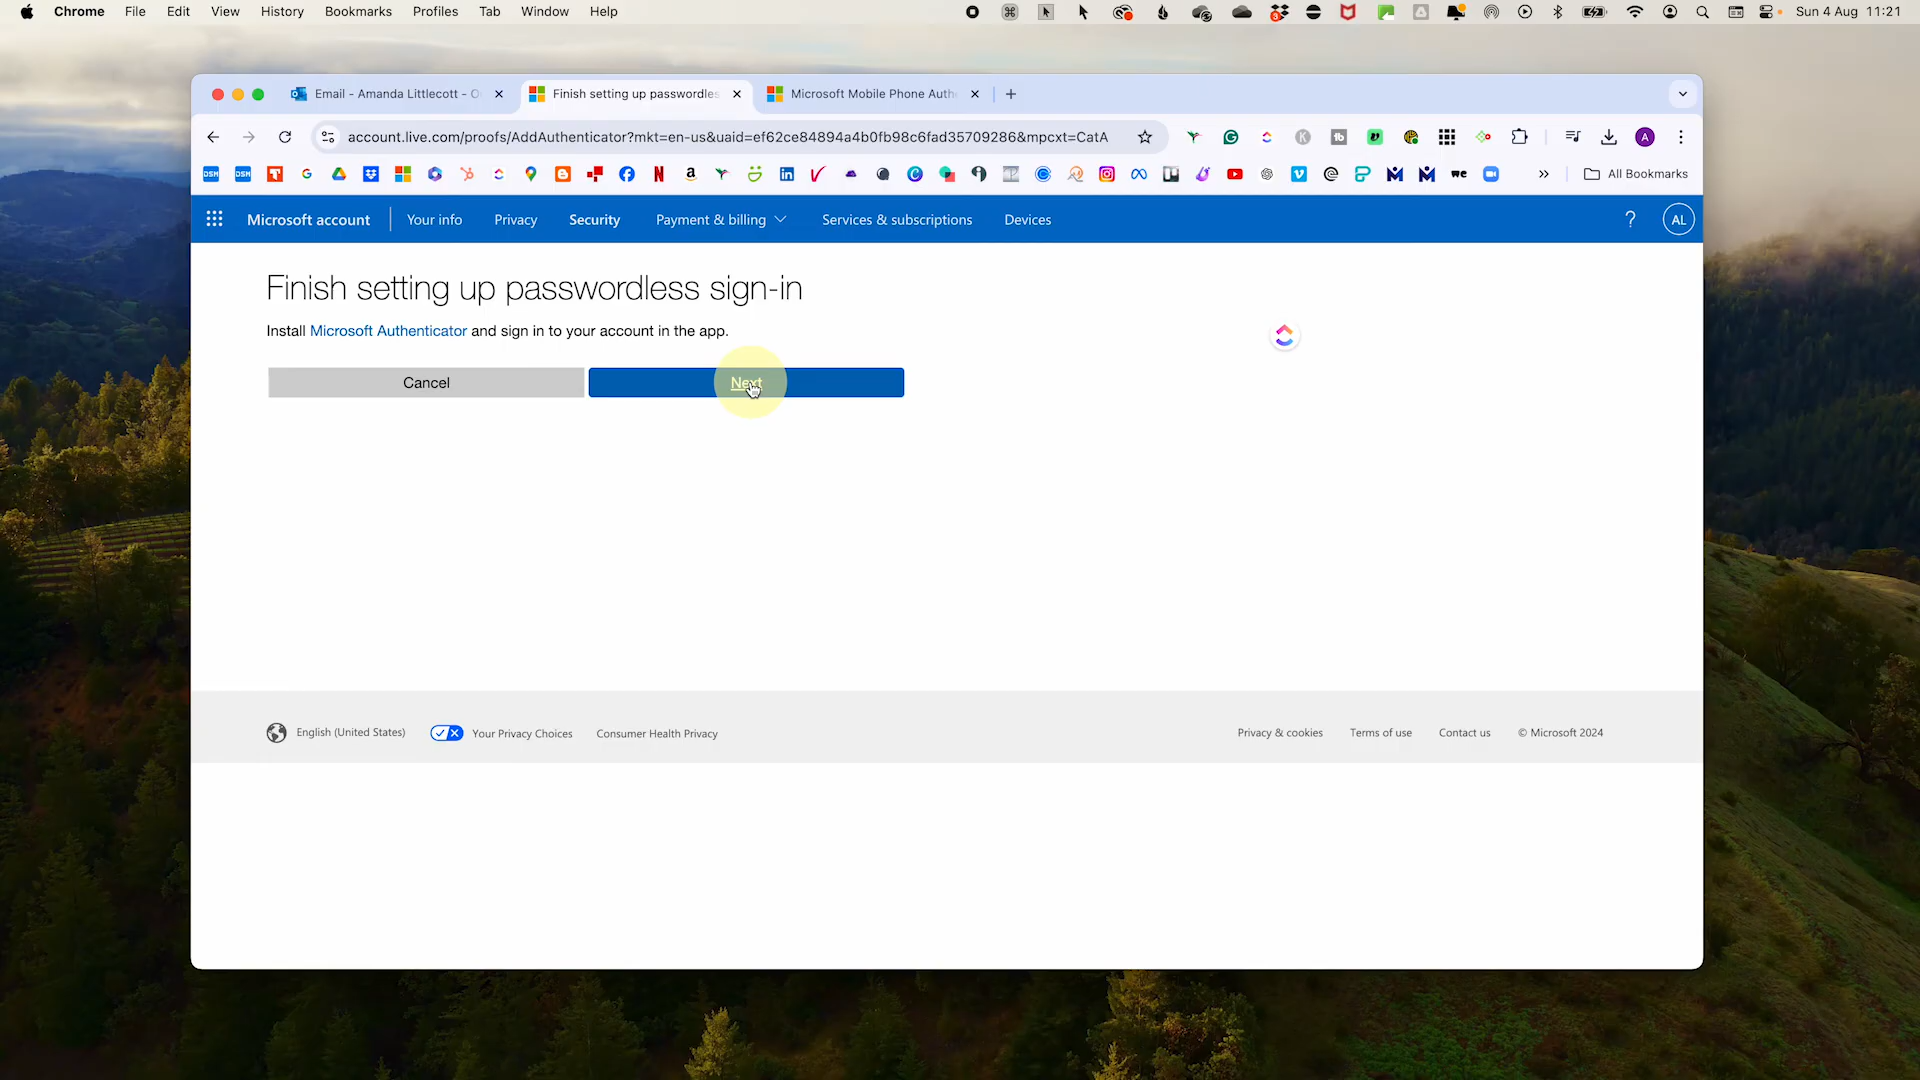 Chrome File Edit View History Bookmarks Profiles Tab Window Help Sun 4 Aug 11:21
Email - Amanda Littlecott - O Finish setting up passwordles Microsoft Mobile Phone Auth
account.live.com/proofs/AddAuthenticator?mkt=en-us&uaid=ef62ce84894a4b0fb98c6fad35709286&mpcxt=CatA
All Bookmarks
Microsoft account Your info Privacy Security Payment & billing Services & subscriptions Devices ? AL
Finish setting up passwordless sign-in
Install Microsoft Authenticator and sign in to your account in the app.
Cancel Next
English (United States) Your Privacy Choices Consumer Health Privacy Privacy & cookies Terms of use Contact us © Microsoft 2024